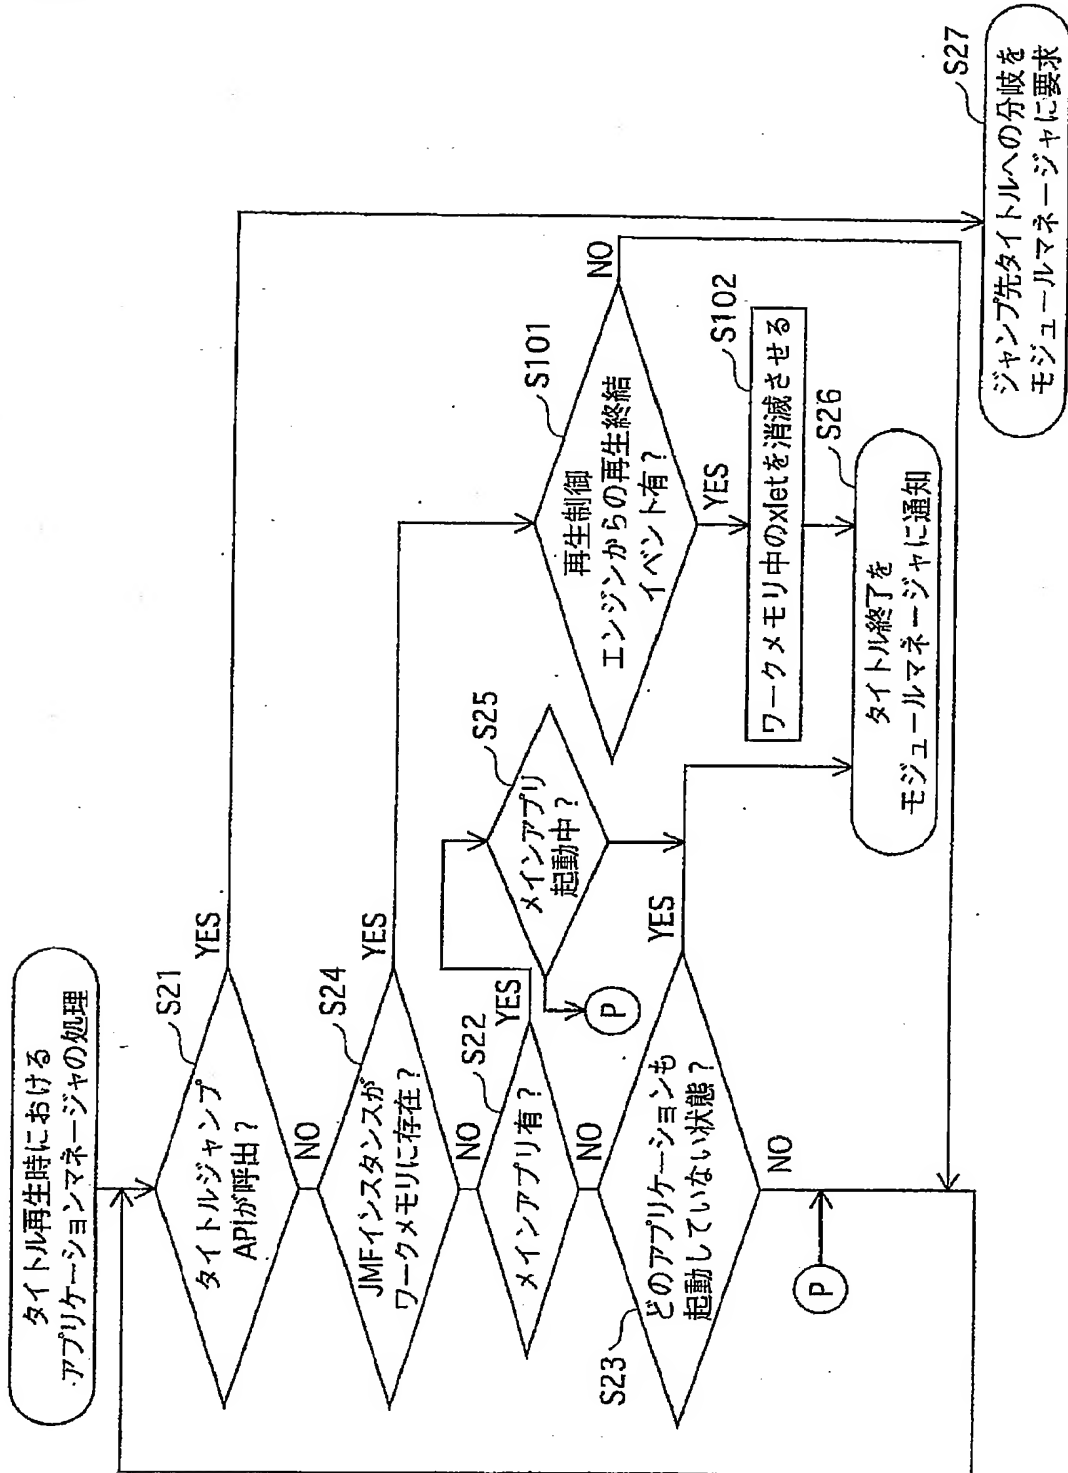 タイトル再生時における
アプリケーションマネージャの処理
S21
タイトルジャンプ
APIが呼出？
YES
NO
S24
JMFインスタンスが
ワークメモリに存在？
YES
NO
S22
メインアプリ有？
YES
NO
S23
どのアプリケーションも
起動していない状態？
YES
NO
P
S25
メインアプリ
起動中？
P
S101
再生制御
エンジンからの再生終結
イベント有？
NO
YES
S102
ワークメモリ中のxletを消滅させる
S26
タイトル終了を
モジュールマネージャに通知
S27
ジャンプ先タイトルへの分岐を
モジュールマネージャに要求